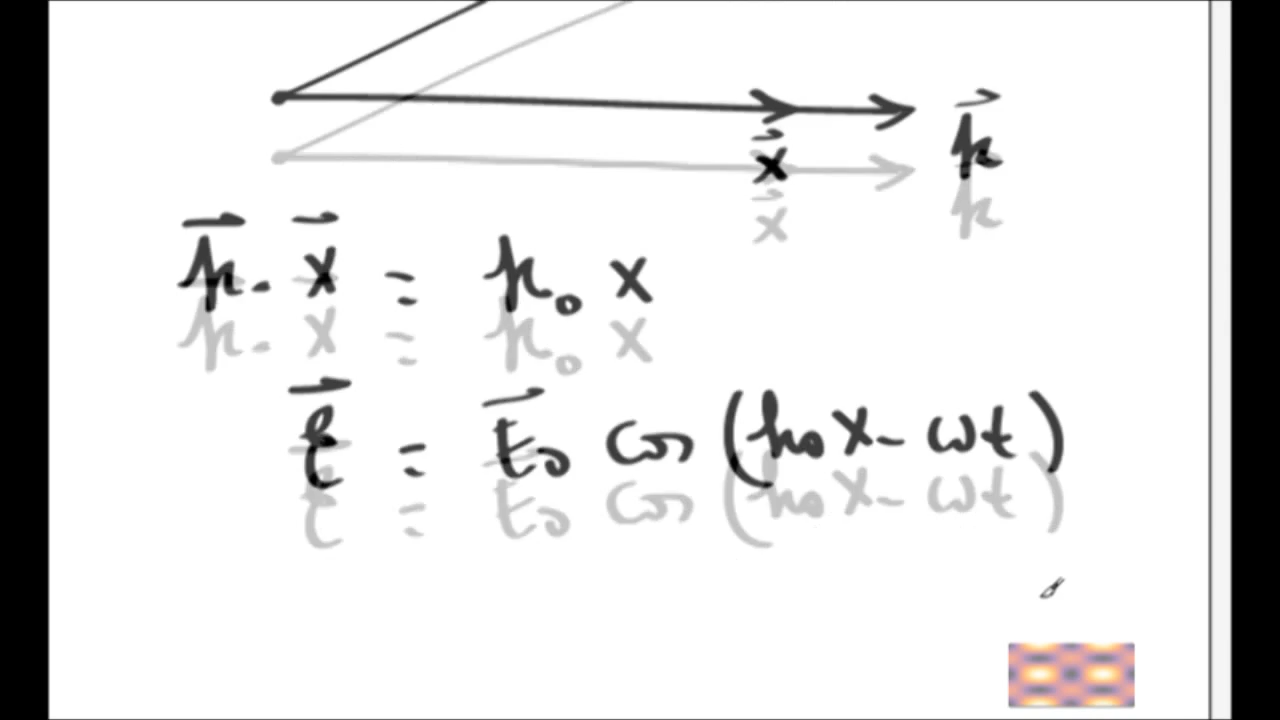 k⃗
x⃗
k⃗ . x⃗ = k₀ x
E⃗ = E⃗₀ cos (k₀x - ωt)